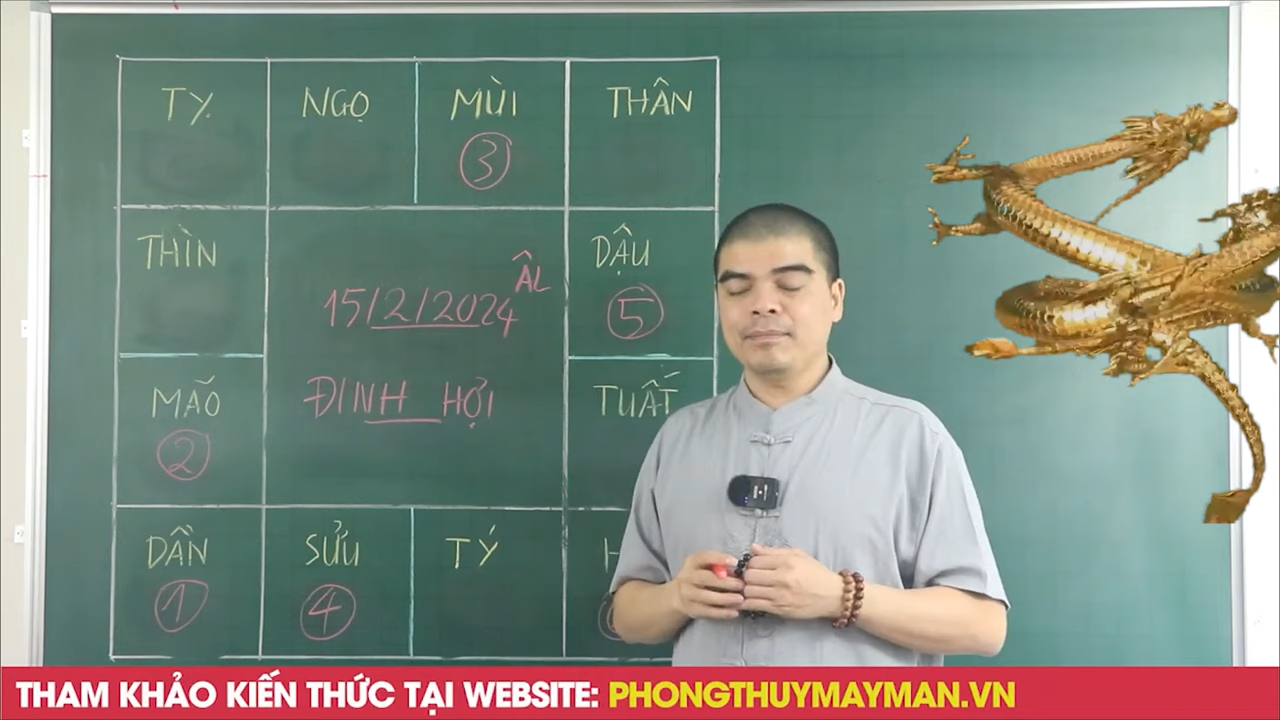 TỴ NGỌ MÙI THÂN
3
THÌN DẬU
ÂL
15/2/2024
5
MÃO ĐINH HỢI TUẤT
2
DẦN SỬU TÝ H
1 4
THAM KHẢO KIẾN THỨC TẠI WEBSITE: PHONGTHUYMAYMAN.VN